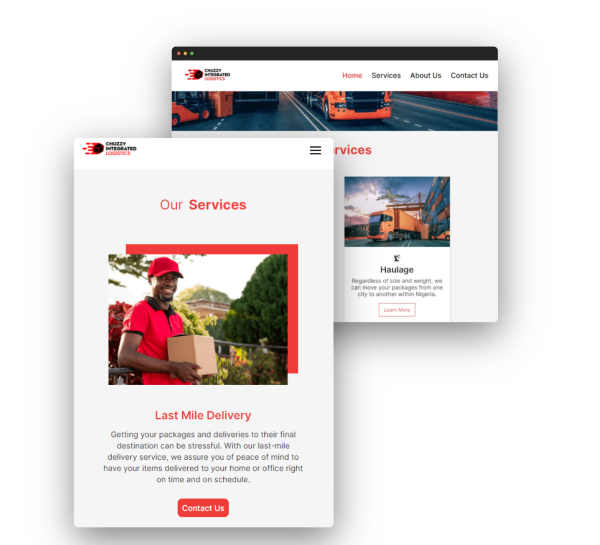 CHUZZY
INTEGRATED
LOGISTICS
Home Services About Us Contact Us
rvices
Haulage
Regardless of size and weight, we
can move your packages from one
city to another within Nigeria.
Learn More
CHUZZY
INTEGRATED
LOGISTICS
Our Services
Last Mile Delivery
Getting your packages and deliveries to their final
destination can be stressful. With our last-mile
delivery service, we assure you of peace of mind to
have your items delivered to your home or office right
on time and on schedule.
Contact Us